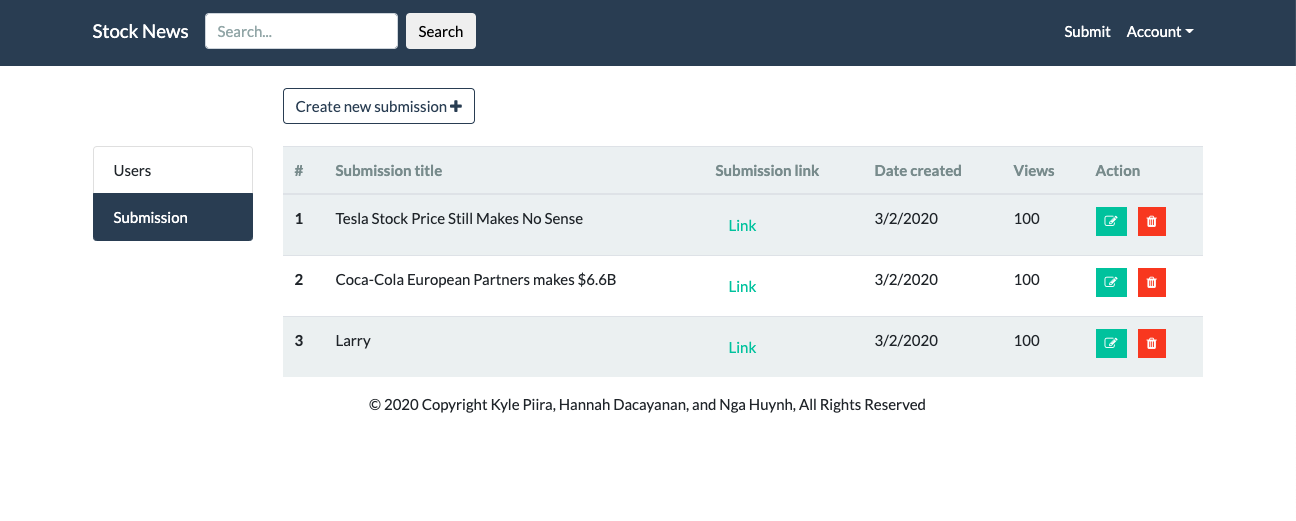 Stock News Search... Search Submit Account
Create new submission
Users
Submission
# Submission title Submission link Date created Views Action
1 Tesla Stock Price Still Makes No Sense Link 3/2/2020 100
2 Coca-Cola European Partners makes $6.6B Link 3/2/2020 100
3 Larry Link 3/2/2020 100
© 2020 Copyright Kyle Piira, Hannah Dacayanan, and Nga Huynh, All Rights Reserved